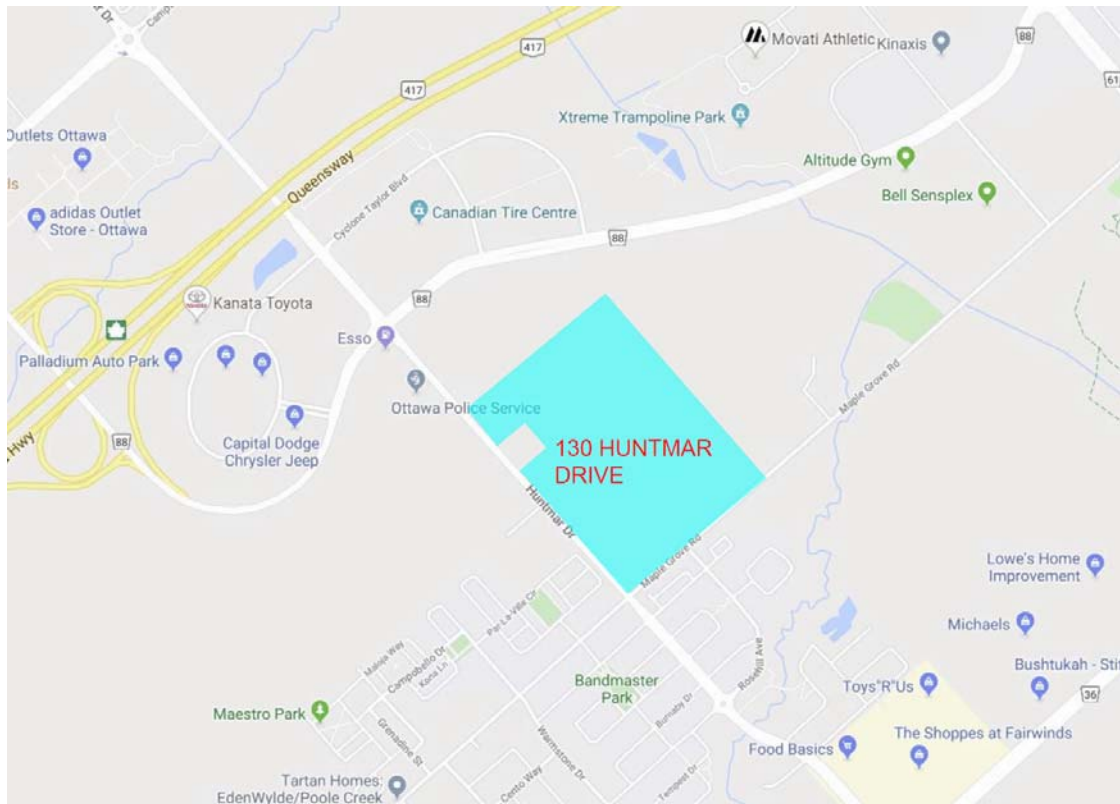 88
Movati Athletic
Kinaxis
417
417
61
Queensway
Xtreme Trampoline Park
Outlets Ottawa
Altitude Gym
Bell Sensplex
adidas Outlet
Store - Ottawa
Cyclone Taylor Blvd
Canadian Tire Centre
88
88
Kanata Toyota
Esso
Palladium Auto Park
Ottawa Police Service
Maple Grove Rd
Hwy
88
Capital Dodge
Chrysler Jeep
130 HUNTMAR
DRIVE
Huntmar Dr
Maple Grove Rd
Lowe's Home
Improvement
Par-La-Ville Cir
Michaels
Maloja Way
Campobello Dr
Kona Ln
Rosehill Ave
Bushtukah - Stit
Bandmaster
Park
Toys"R"Us
36
Maestro Park
Burnaby Dr
Grenadine St
The Shoppes at Fairwinds
Warmstone Dr
Food Basics
Tartan Homes:
EdenWylde/Poole Creek
Cento Way
Tempest Dr